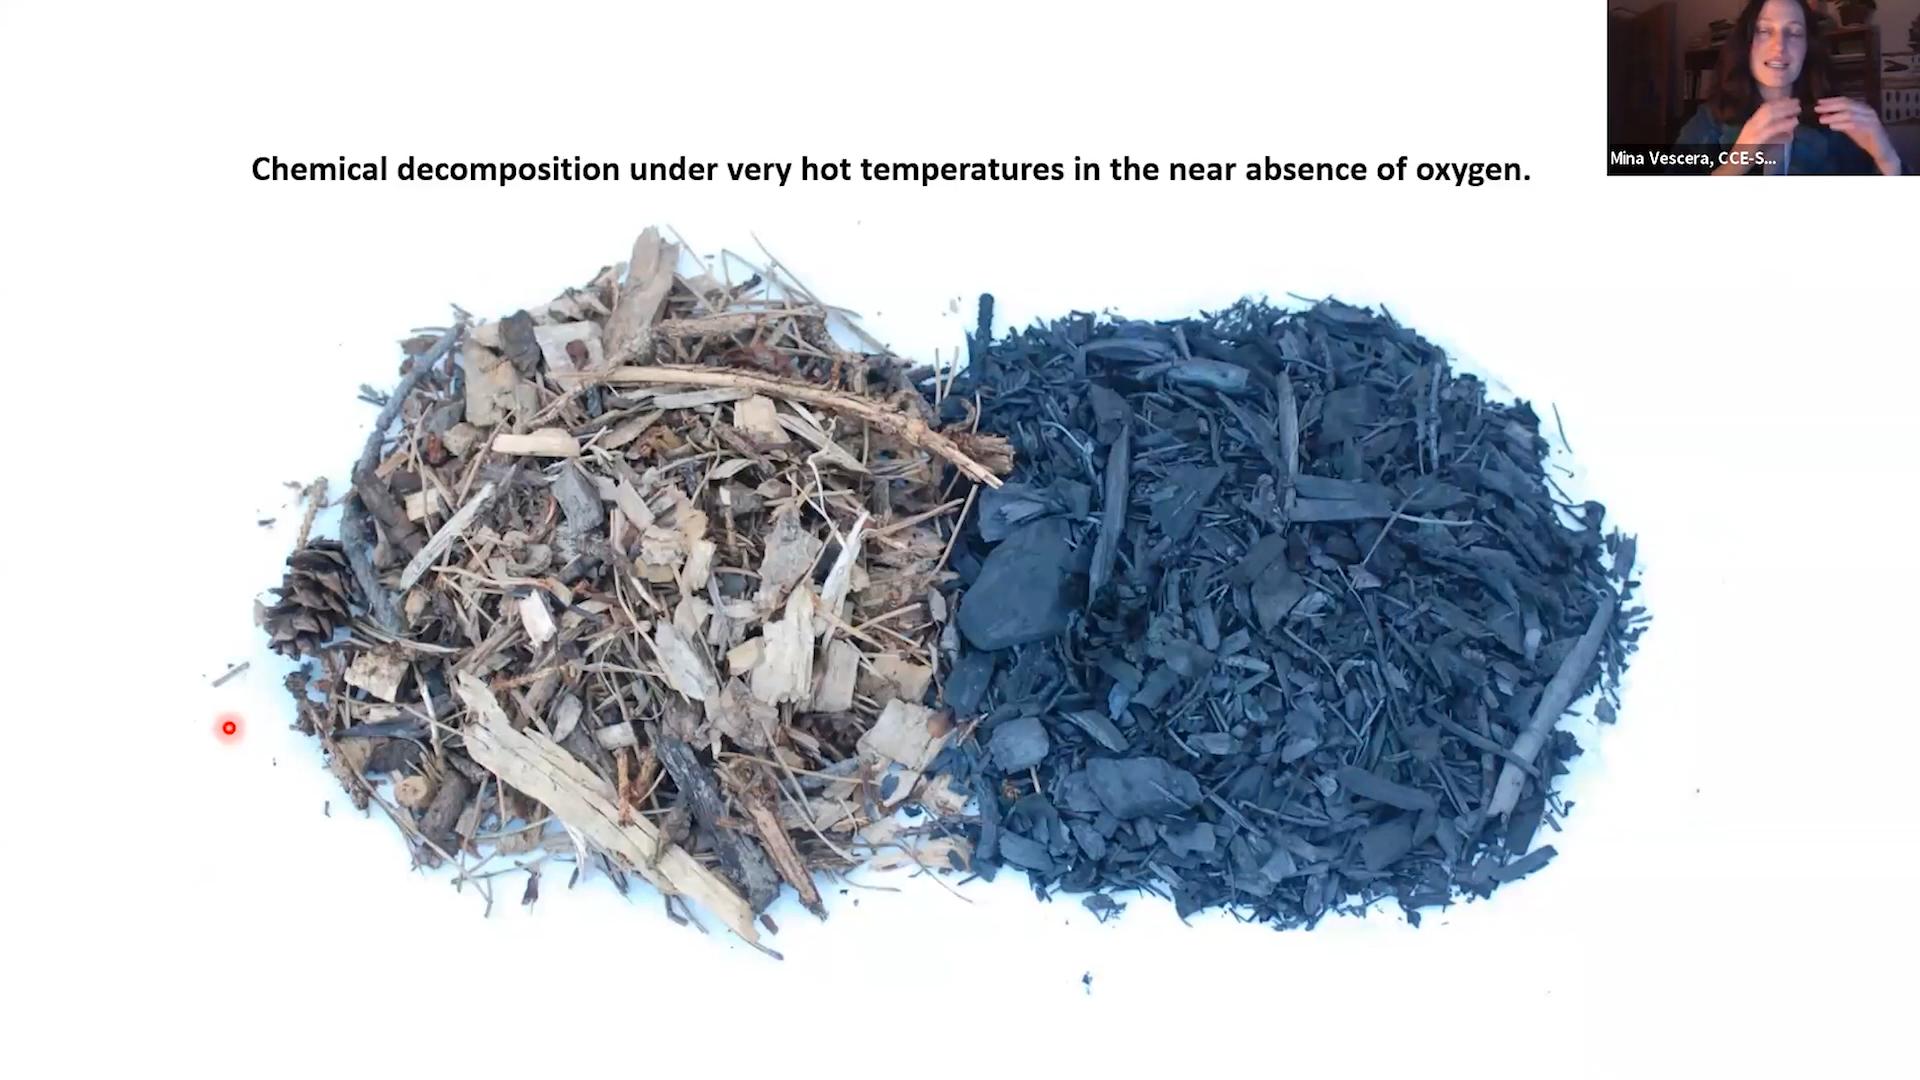 Chemical decomposition under very hot temperatures in the near absence of oxygen.
Mina Vescera, CCE-S...